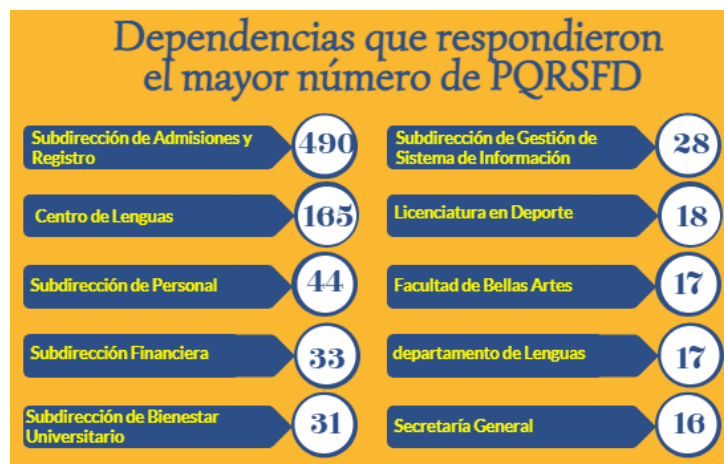 Dependencias que respondieron
el mayor número de PQRSFD
Subdirección de Admisiones y
Registro
490
Centro de Lenguas
165
Subdirección de Personal
44
Subdirección Financiera
33
Subdirección de Bienestar
Universitario
31
Subdirección de Gestión de
Sistema de Información
28
Licenciatura en Deporte
18
Facultad de Bellas Artes
17
departamento de Lenguas
17
Secretaría General
16